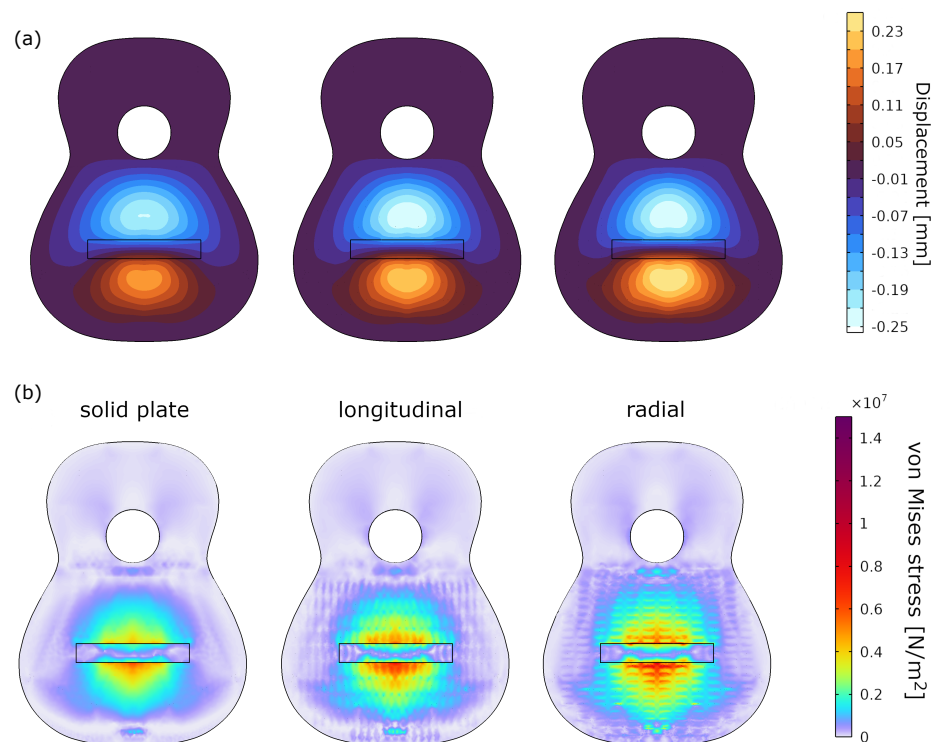 (a)
0.23
0.17
0.11
0.05
-0.01
-0.07
-0.13
-0.19
-0.25
Displacement [mm]
(b)
solid plate
longitudinal
radial
×10⁷
1.4
1.2
1
0.8
0.6
0.4
0.2
0
von Mises stress [N/m²]